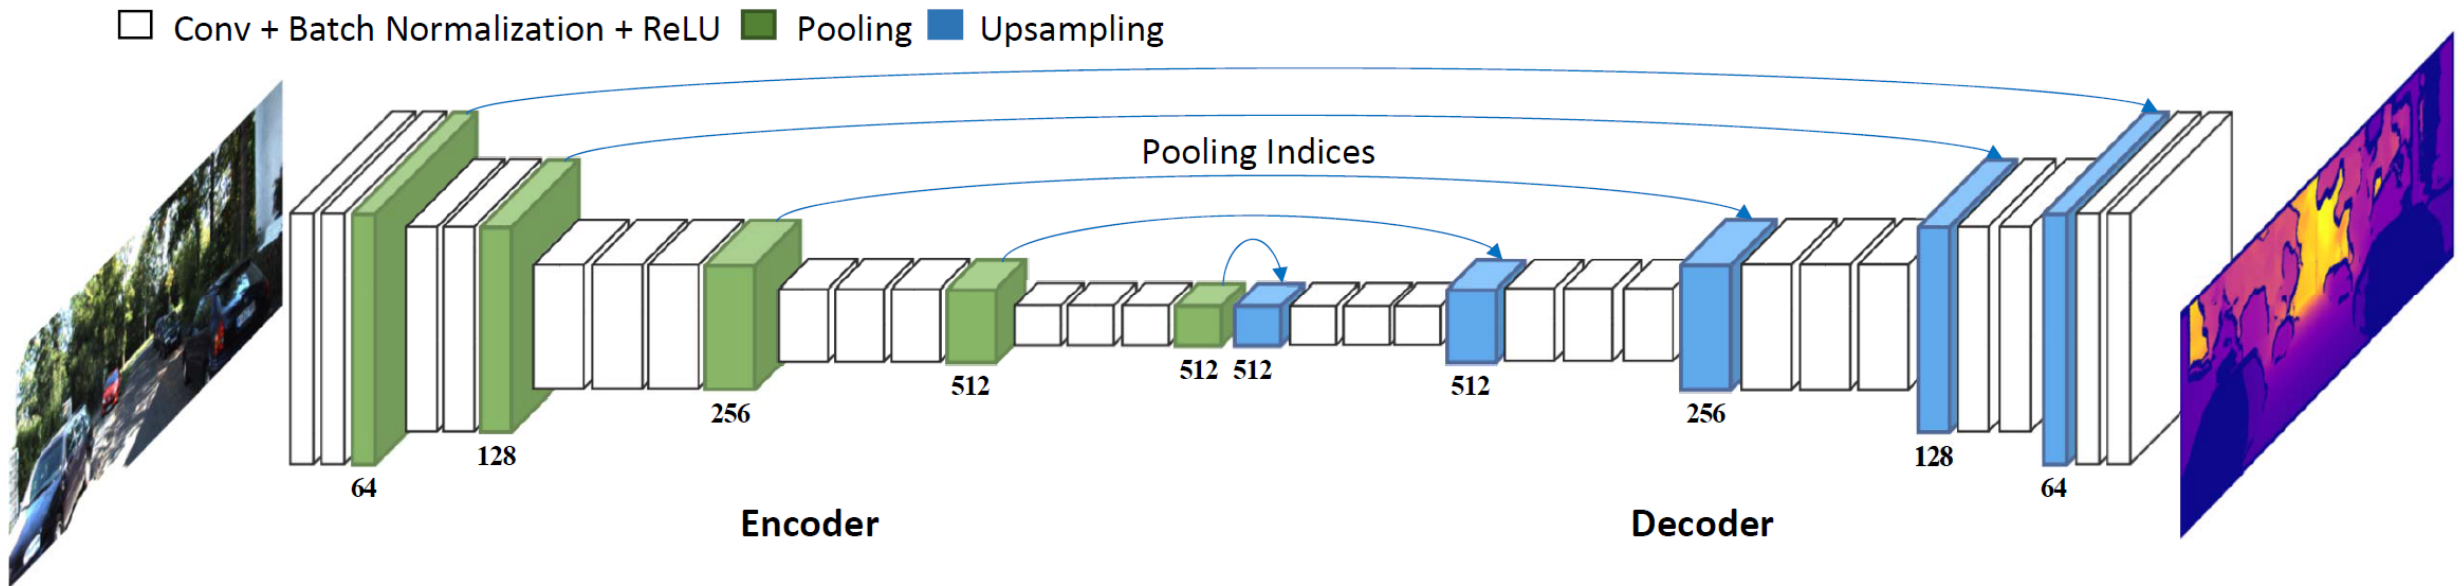 Conv + Batch Normalization + ReLU Pooling Upsampling
Pooling Indices
512 512
512 512
256 256
128 128
64 64
Encoder Decoder